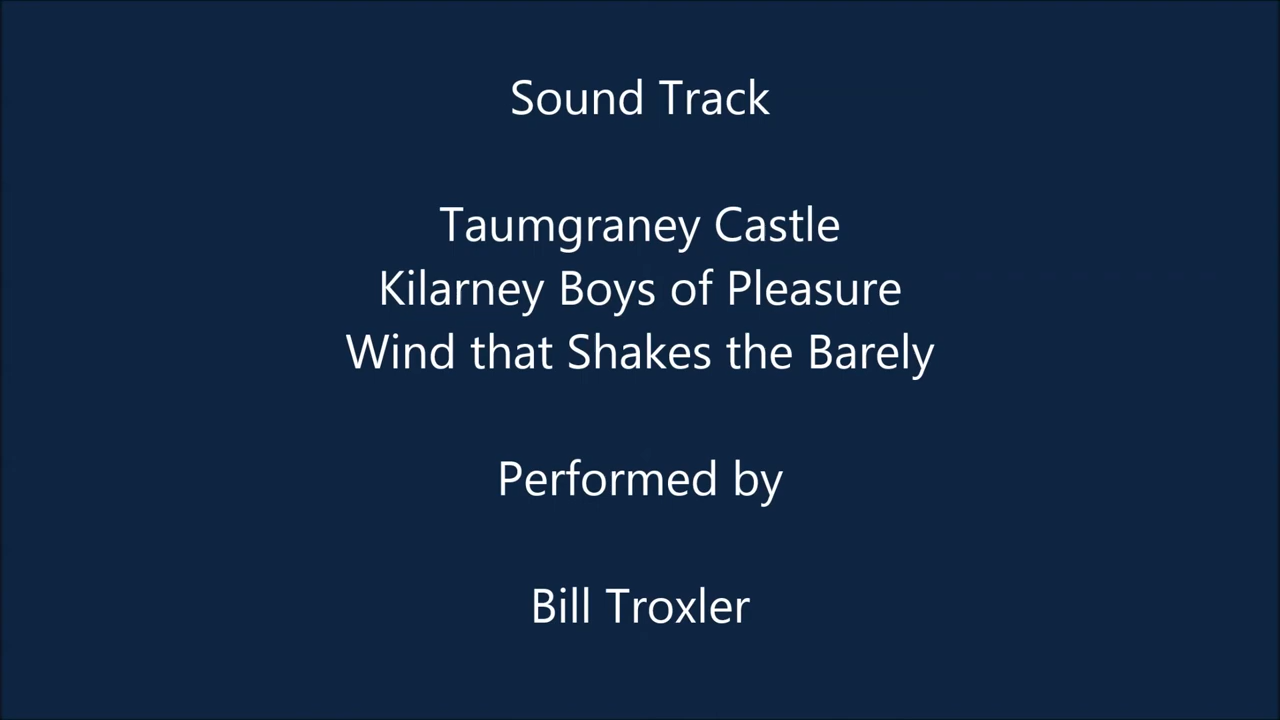 Sound Track
Taumgraney Castle
Kilarney Boys of Pleasure
Wind that Shakes the Barely
Performed by
Bill Troxler